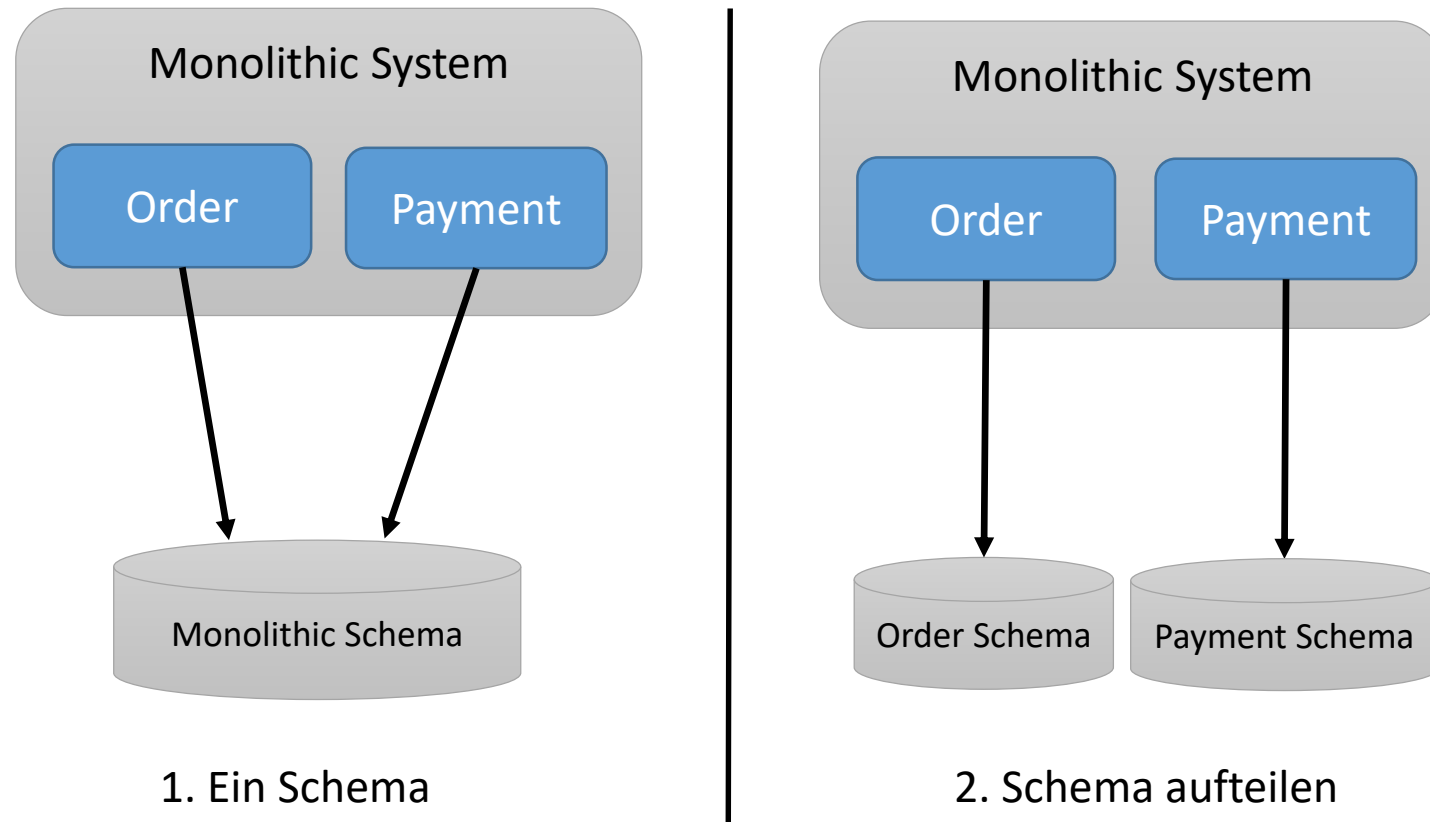 Monolithic System
Order
Payment
Monolithic Schema
1. Ein Schema
Monolithic System
Order
Payment
Order Schema
Payment Schema
2. Schema aufteilen